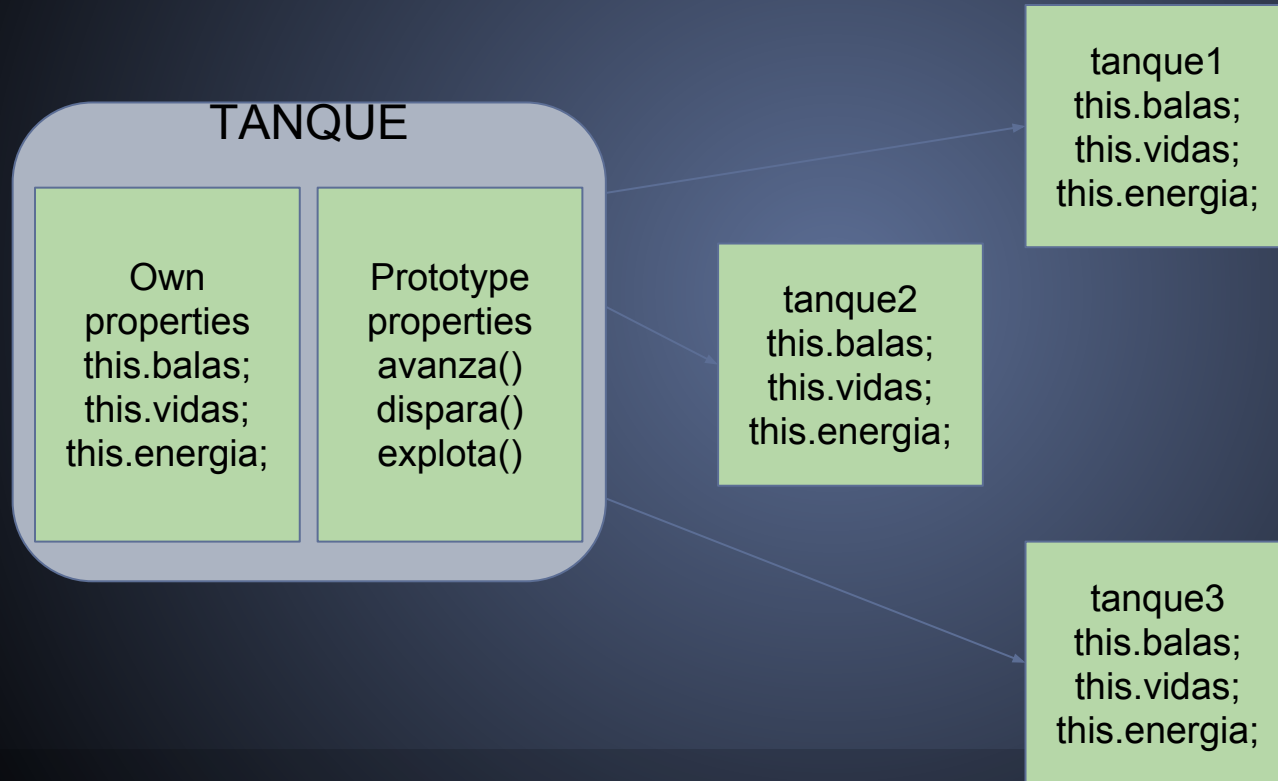 TANQUE
Own
properties
this.balas;
this.vidas;
this.energia;
Prototype
properties
avanza()
dispara()
explota()
tanque1
this.balas;
this.vidas;
this.energia;
tanque2
this.balas;
this.vidas;
this.energia;
tanque3
this.balas;
this.vidas;
this.energia;